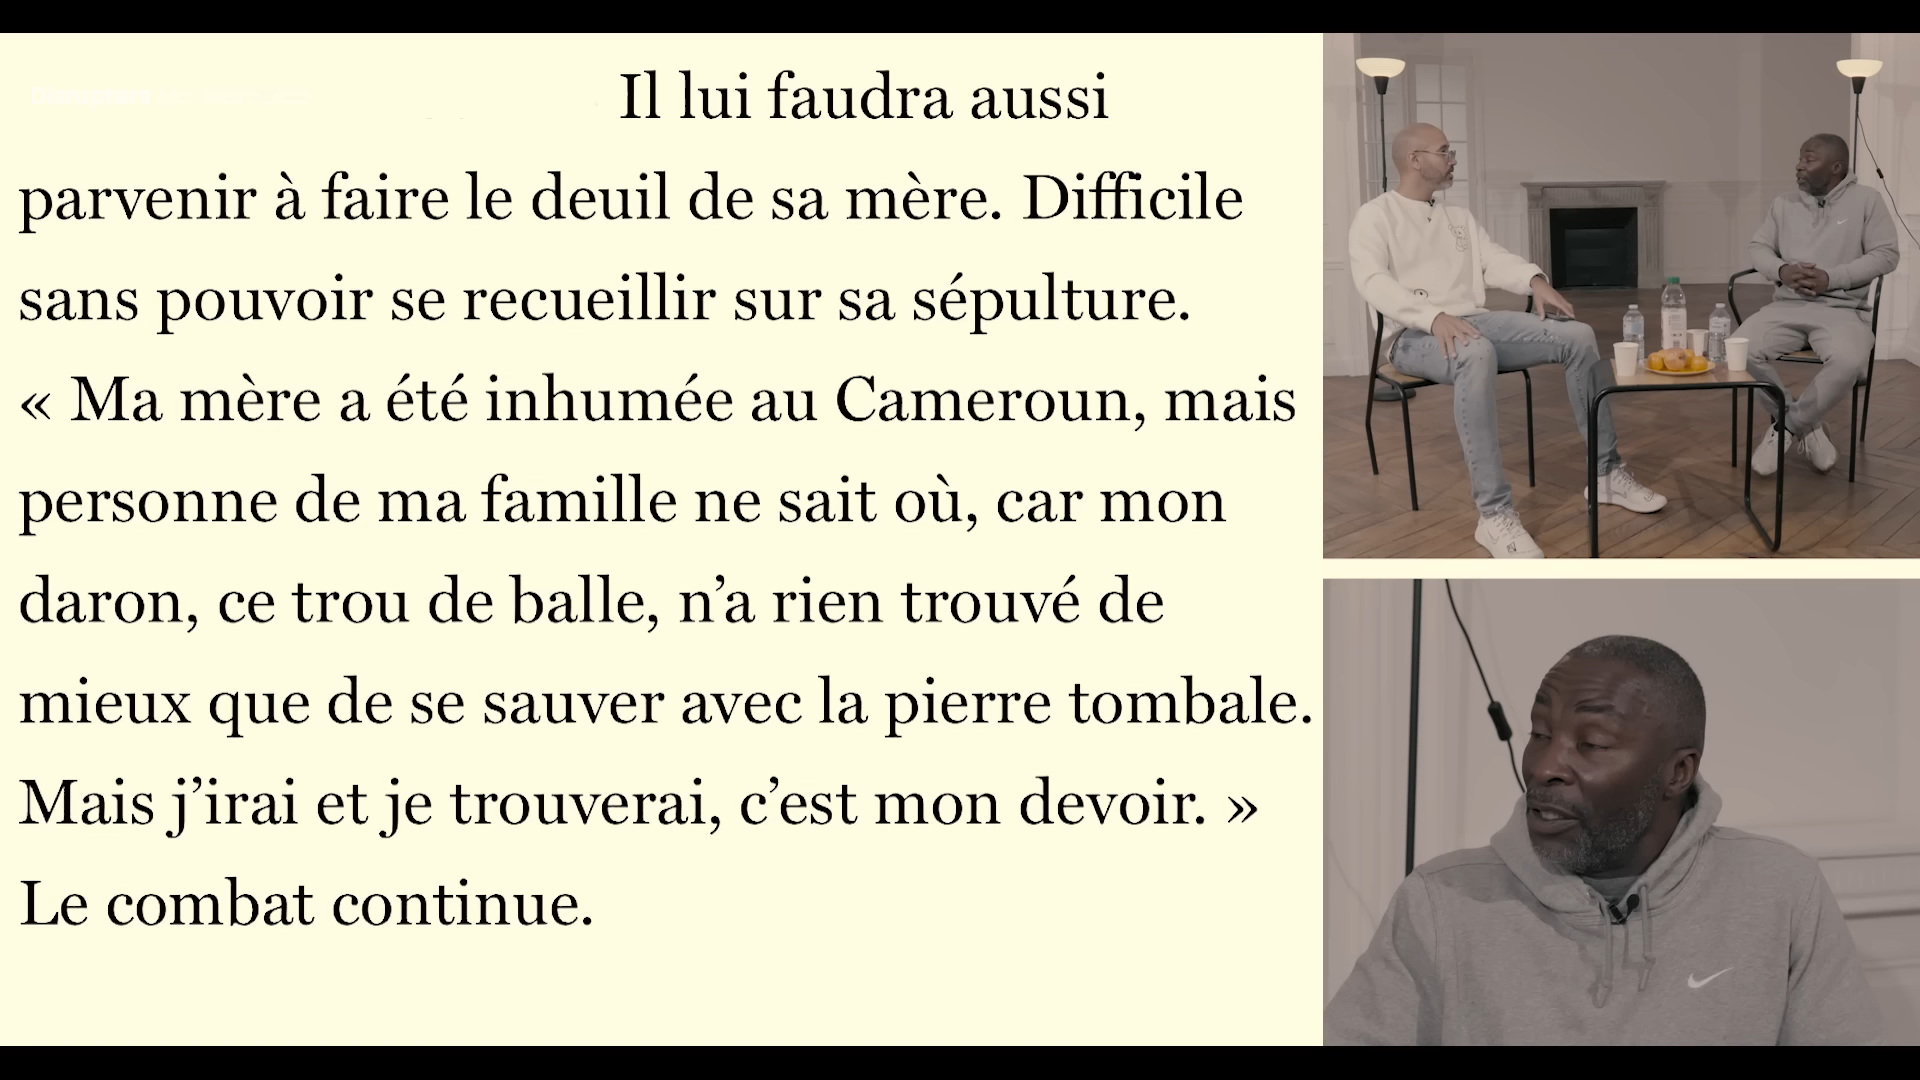 Il lui faudra aussi
parvenir à faire le deuil de sa mère. Difficile
sans pouvoir se recueillir sur sa sépulture.
« Ma mère a été inhumée au Cameroun, mais
personne de ma famille ne sait où, car mon
daron, ce trou de balle, n’a rien trouvé de
mieux que de se sauver avec la pierre tombale.
Mais j’irai et je trouverai, c’est mon devoir. »
Le combat continue.